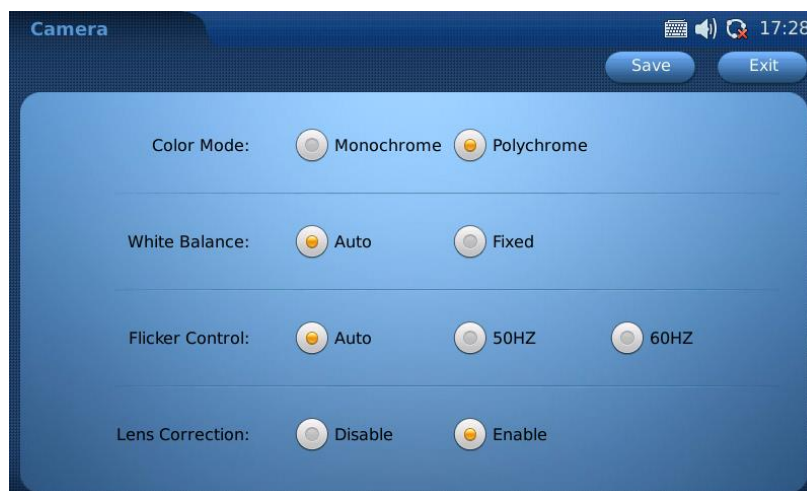 Camera 17:28
Save Exit
Color Mode: Monochrome Polychrome
White Balance: Auto Fixed
Flicker Control: Auto 50HZ 60HZ
Lens Correction: Disable Enable